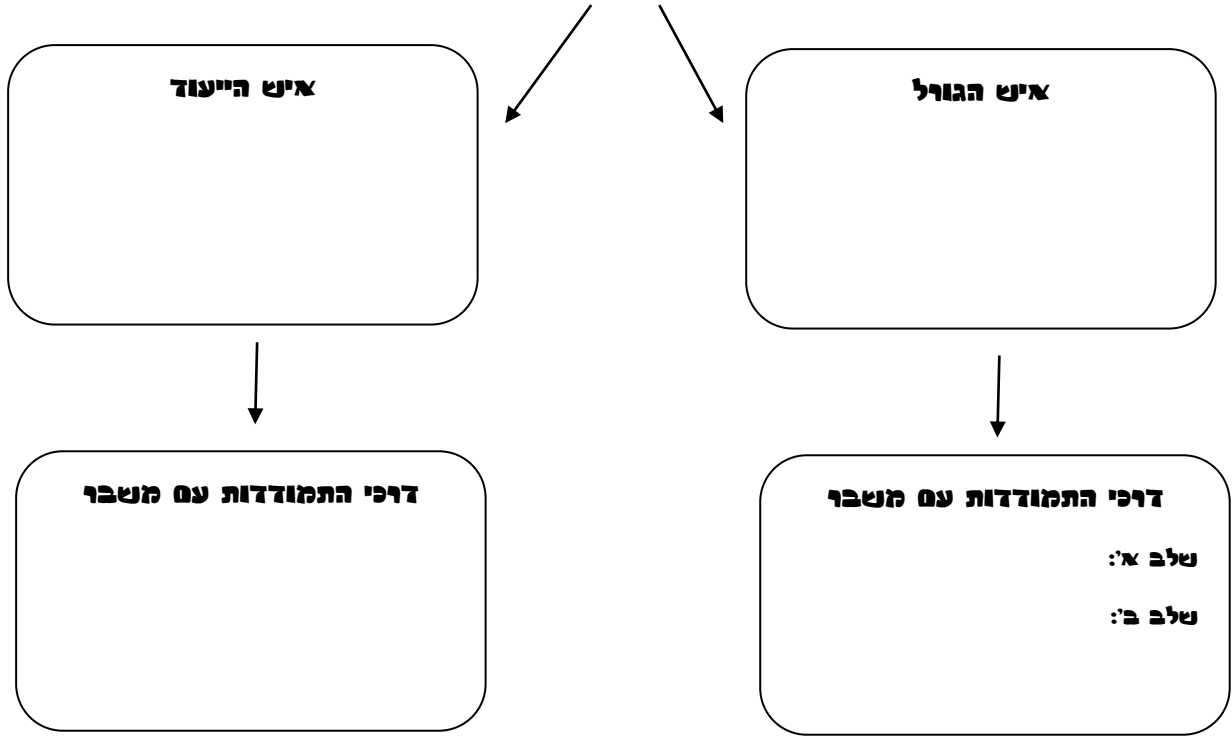 איש הגורל
איש הייעוד
דרכי התמודדות עם משבר
שלב א':
שלב ב':
דרכי התמודדות עם משבר